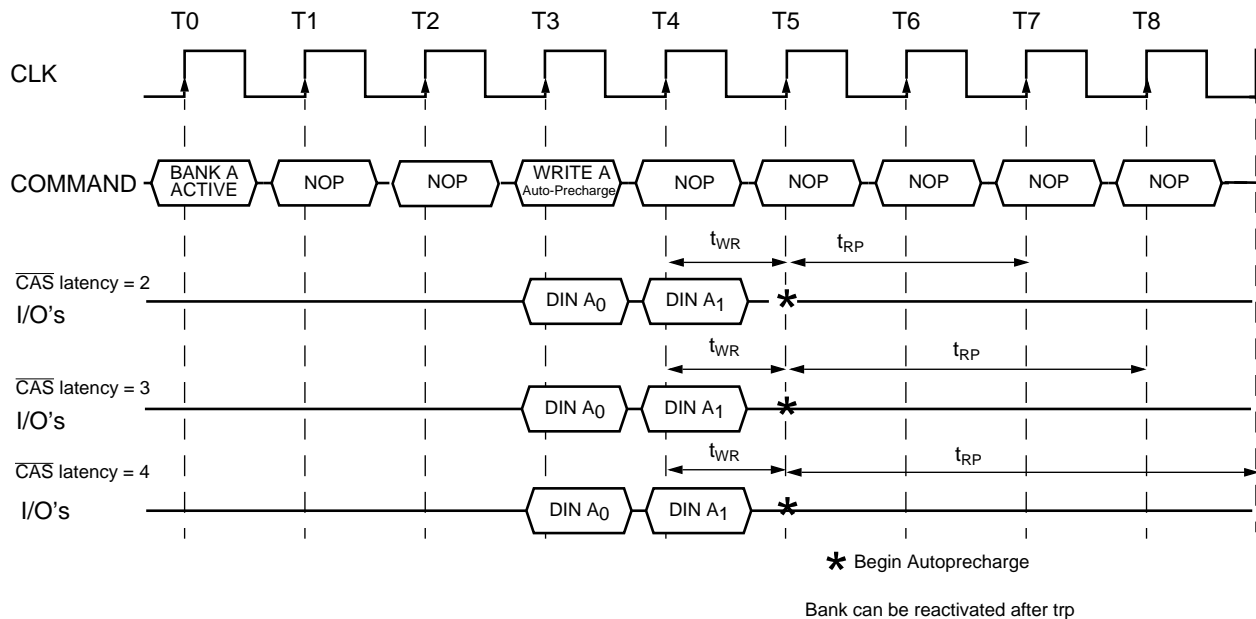 T0 T1 T2 T3 T4 T5 T6 T7 T8
CLK
COMMAND
BANK A
ACTIVE
NOP
NOP
WRITE A
Auto-Precharge
NOP
NOP
NOP
NOP
NOP
tWR
tRP
CAS latency = 2
I/O's
DIN A0
DIN A1
*
tWR
tRP
CAS latency = 3
I/O's
DIN A0
DIN A1
*
tWR
tRP
CAS latency = 4
I/O's
DIN A0
DIN A1
*
* Begin Autoprecharge
Bank can be reactivated after trp